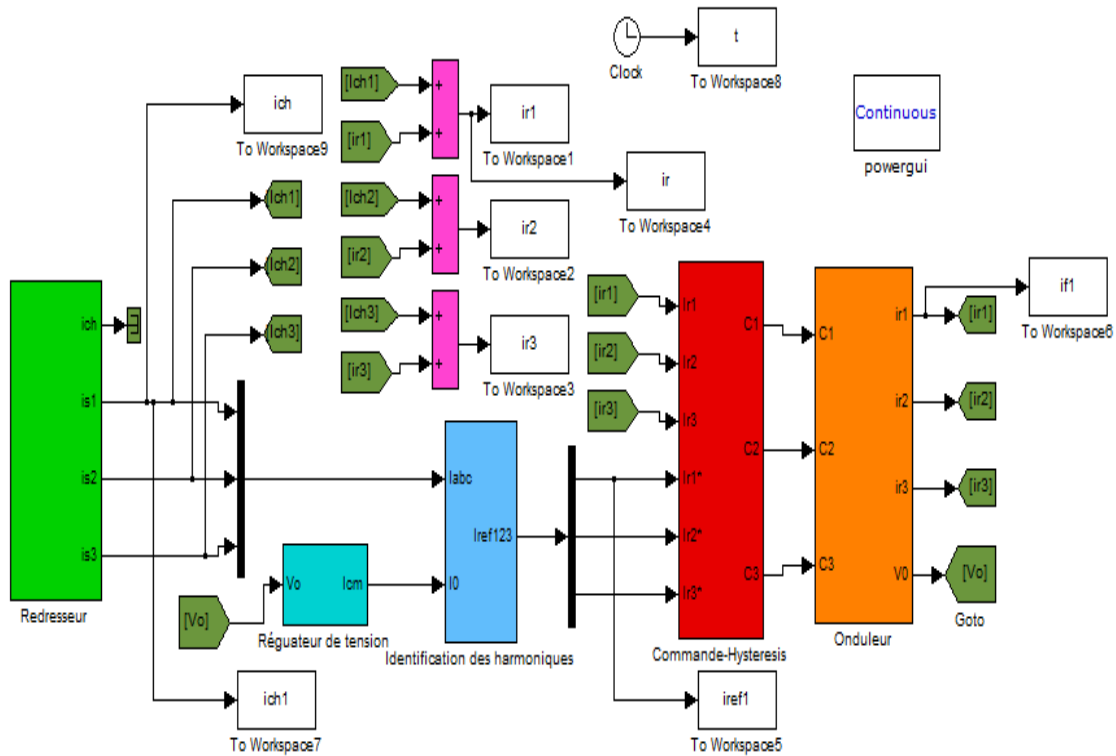 Clock
t
To Workspace8
Continuous
powergui
ich
To Workspace9
[Ich1]
[ir1]
+
+
ir1
To Workspace1
ir
To Workspace4
[Ich1]
[Ich2]
[Ich3]
[Ich2]
[ir2]
+
+
ir2
To Workspace2
[Ich3]
[ir3]
+
+
ir3
To Workspace3
ich
is1
is2
is3
Redresseur
[Vo]
Vo
Icm
Réguateur de tension
Iabc
I0
Iref123
Identification des harmoniques
[ir1]
[ir2]
[ir3]
Ir1
Ir2
Ir3
Ir1*
Ir2*
Ir3*
C1
C2
C3
Commande-Hysteresis
C1
C2
C3
ir1
ir2
ir3
V0
Onduleur
if1
To Workspace6
[ir1]
[ir2]
[ir3]
[Vo]
Goto
ich1
To Workspace7
iref1
To Workspace5